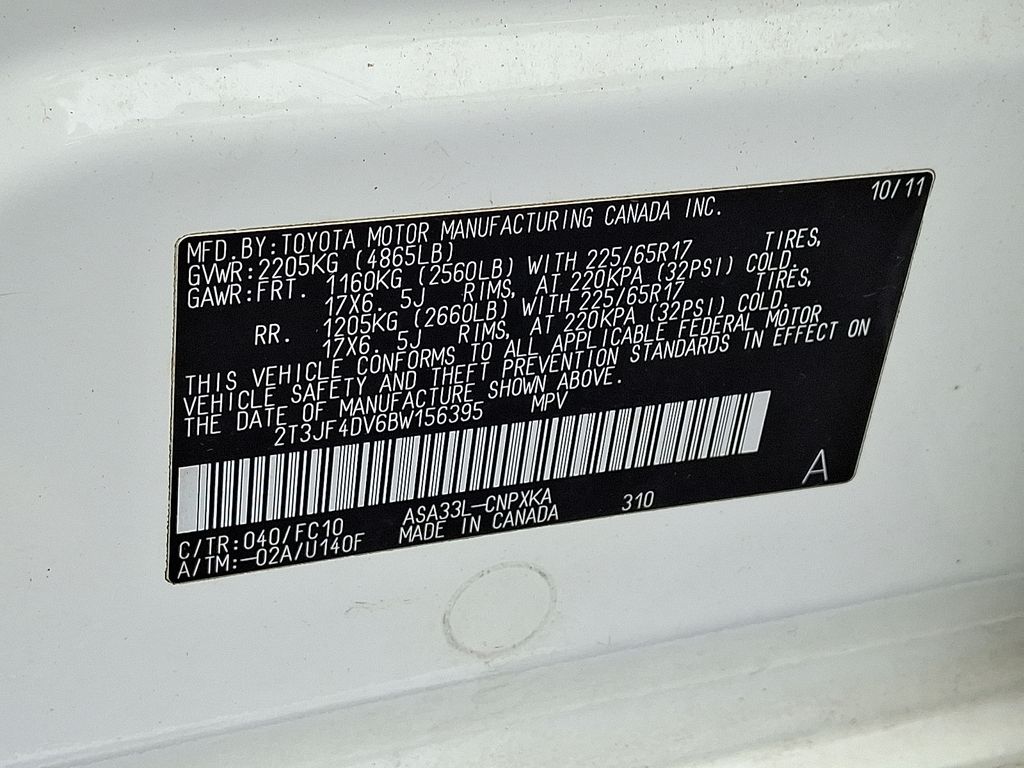 10/11
MFD.BY:TOYOTA MOTOR MANUFACTURING CANADA INC.
GVWR:2205KG (4865LB)
GAWR:FRT. 1160KG (2560LB) WITH 225/65R17 TIRES,
17X6. 5J RIMS, AT 220KPA (32PSI) COLD.
RR. 1205KG (2660LB) WITH 225/65R17 TIRES,
17X6. 5J RIMS, AT 220KPA (32PSI) COLD.
THIS VEHICLE CONFORMS TO ALL APPLICABLE FEDERAL MOTOR
VEHICLE SAFETY AND THEFT PREVENTION STANDARDS IN EFFECT ON
THE DATE OF MANUFACTURE SHOWN ABOVE.
2T3JF4DV6BW156395 MPV
A
C/TR:040/FC10 ASA33L-CNPXKA 310
A/TM:-02A/U140F MADE IN CANADA